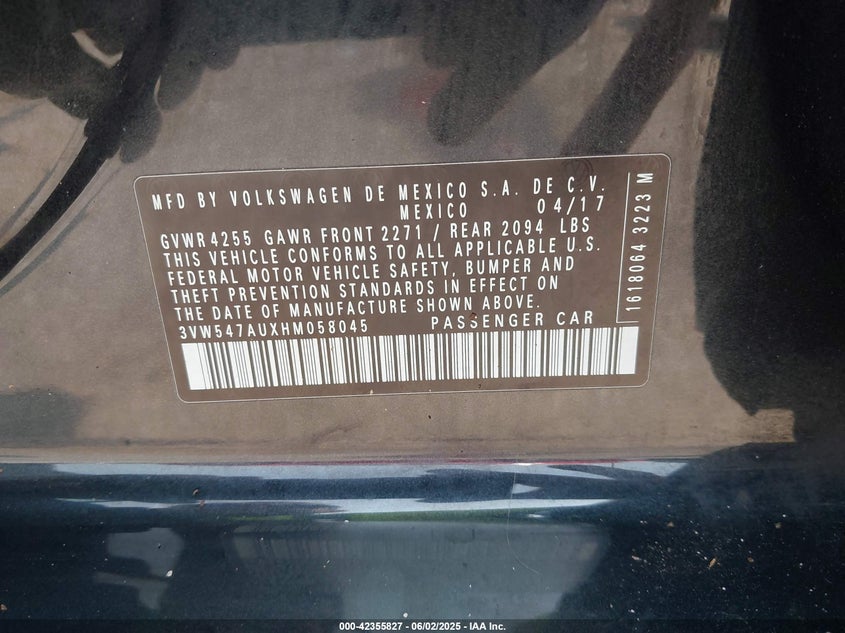 MFD BY VOLKSWAGEN DE MEXICO S.A. DE C.V.
MEXICO 04/17
GVWR 4255 GAWR FRONT 2271 / REAR 2094 LBS
THIS VEHICLE CONFORMS TO ALL APPLICABLE U.S.
FEDERAL MOTOR VEHICLE SAFETY, BUMPER AND
THEFT PREVENTION STANDARDS IN EFFECT ON
THE DATE OF MANUFACTURE SHOWN ABOVE.
3VW547AUXHM058045 PASSENGER CAR
1618064 3223 M
000-42355827 - 06/02/2025 - IAA Inc.